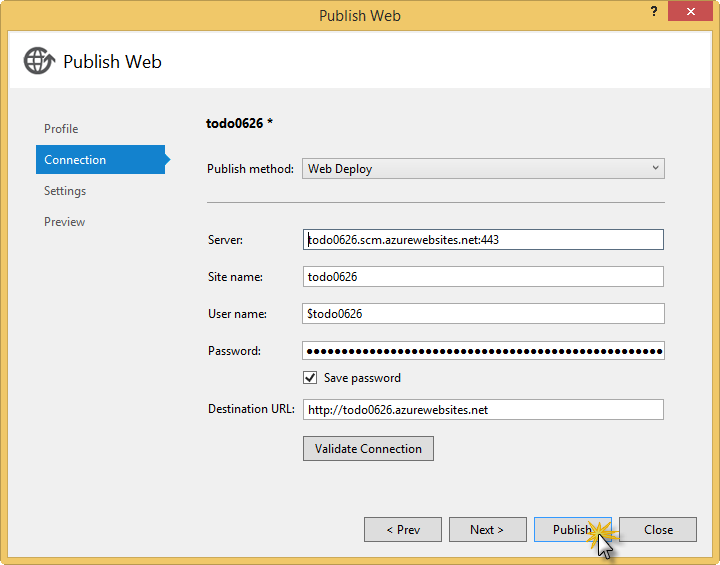 Publish Web
?
Publish Web
Profile
Connection
Settings
Preview
todo0626 *
Publish method: Web Deploy
Server: todo0626.scm.azurewebsites.net:443
Site name: todo0626
User name: $todo0626
Password: ●●●●●●●●●●●●●●●●●●●●●●●●●●●●●●●●●●●●●●●●●●●●●●●●●●●
Save password
Destination URL: http://todo0626.azurewebsites.net
Validate Connection
< Prev Next > Publish Close